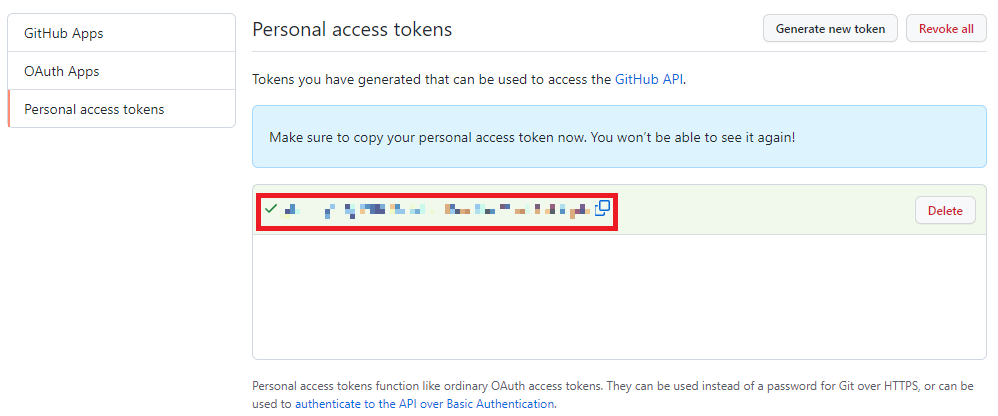 GitHub Apps
OAuth Apps
Personal access tokens
Personal access tokens
Generate new token
Revoke all
Tokens you have generated that can be used to access the GitHub API.
Make sure to copy your personal access token now. You won't be able to see it again!
Delete
Personal access tokens function like ordinary OAuth access tokens. They can be used instead of a password for Git over HTTPS, or can be
used to authenticate to the API over Basic Authentication.